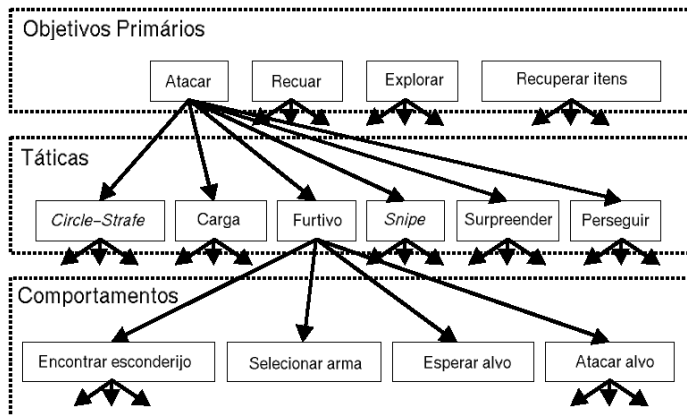 Objetivos Primários
Atacar Recuar Explorar Recuperar itens
Táticas
Circle-Strafe Carga Furtivo Snipe Surpreender Perseguir
Comportamentos
Encontrar esconderijo Selecionar arma Esperar alvo Atacar alvo